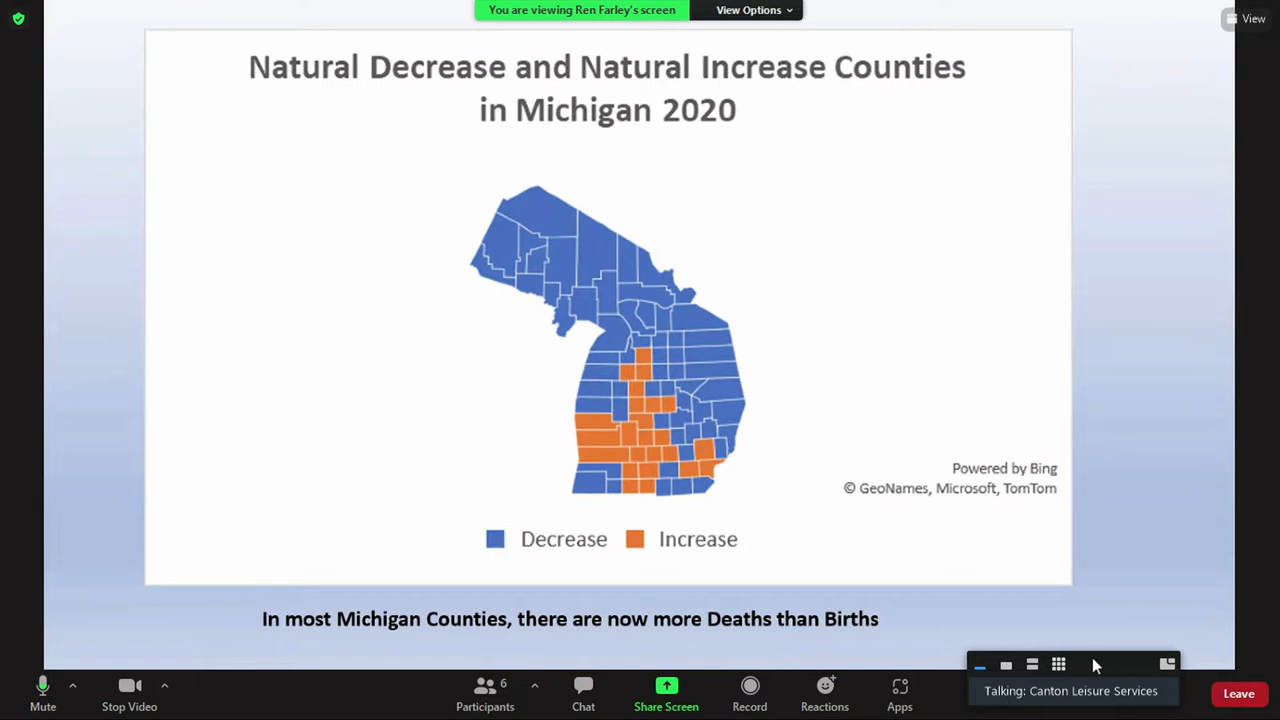 You are viewing Ren Farley's screen
View Options
View
Natural Decrease and Natural Increase Counties
in Michigan 2020
Powered by Bing
© GeoNames, Microsoft, TomTom
Decrease
Increase
In most Michigan Counties, there are now more Deaths than Births
Talking: Canton Leisure Services
Mute
Stop Video
6
Participants
Chat
Share Screen
Record
Reactions
Apps
Leave